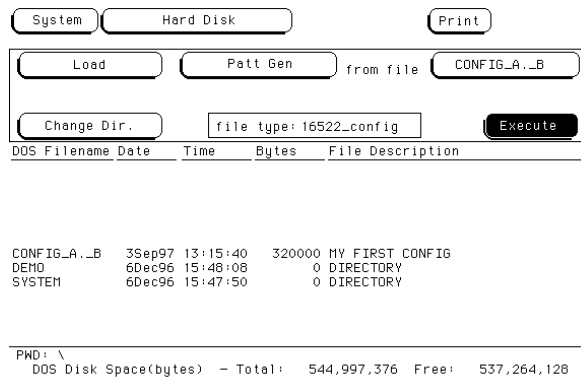 System Hard Disk Print
Load Patt Gen from file CONFIG_A._B
Change Dir. file type: 16522_config Execute
DOS Filename Date Time Bytes File Description
CONFIG_A._B 3Sep97 13:15:40 320000 MY FIRST CONFIG
DEMO 6Dec96 15:48:08 0 DIRECTORY
SYSTEM 6Dec96 15:47:50 0 DIRECTORY
PWD: \
DOS Disk Space(bytes) – Total: 544,997,376 Free: 537,264,128